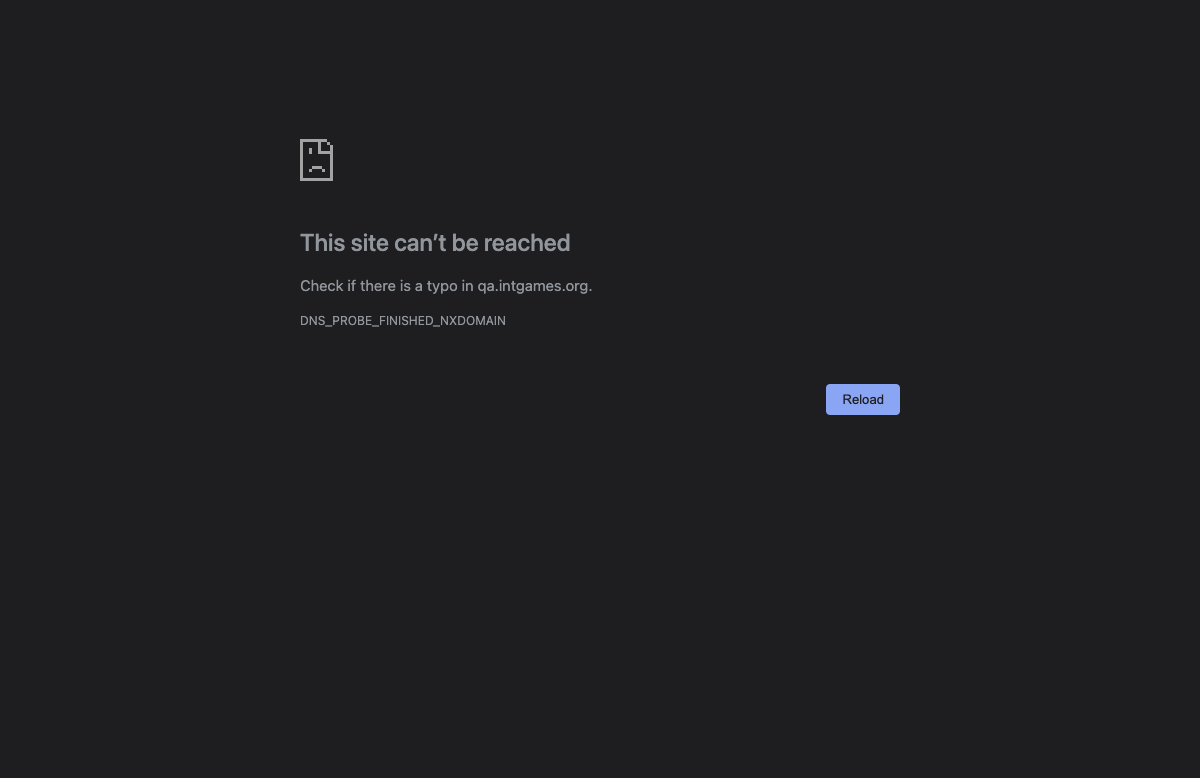 This site can’t be reached
Check if there is a typo in qa.intgames.org.
DNS_PROBE_FINISHED_NXDOMAIN
Reload